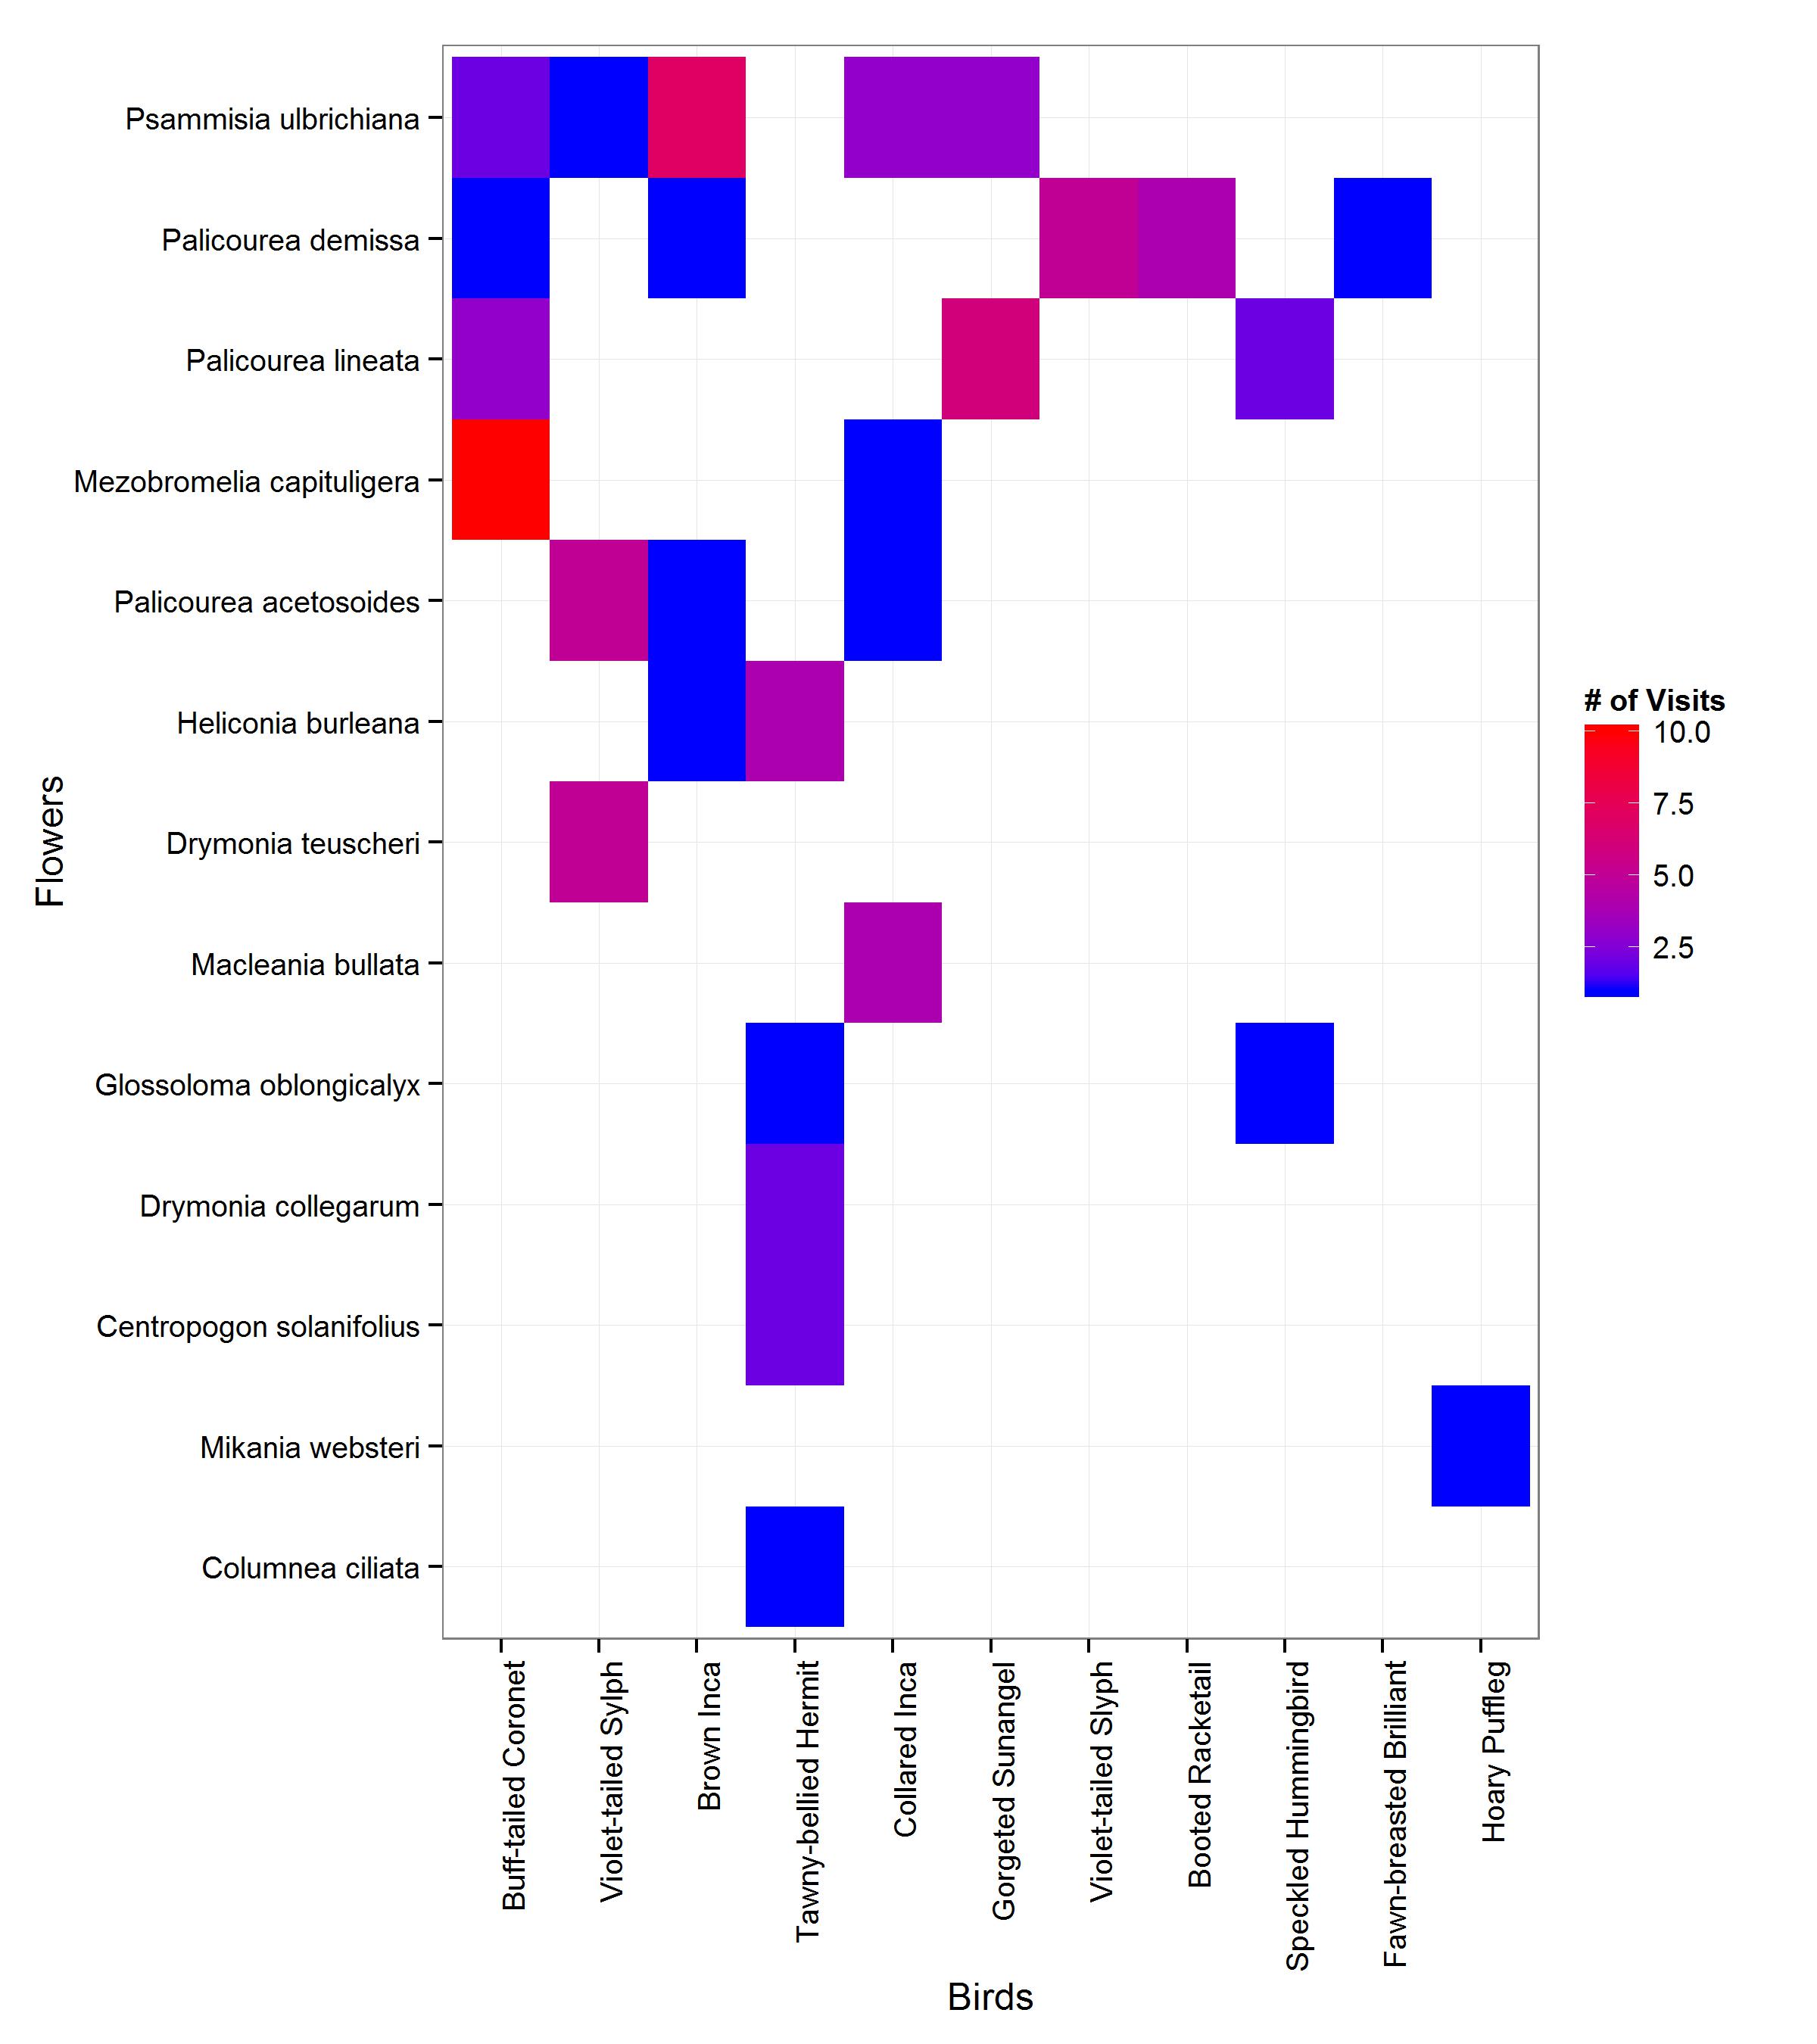 Psammisia ulbrichiana
Palicourea demissa
Palicourea lineata
Mezobromelia capituligera
Palicourea acetosoides
Heliconia burleana
Drymonia teuscheri
Macleania bullata
Glossoloma oblongicalyx
Drymonia collegarum
Centropogon solanifolius
Mikania websteri
Columnea ciliata
Flowers
# of Visits
10.0
7.5
5.0
2.5
Buff-tailed Coronet
Violet-tailed Sylph
Brown Inca
Tawny-bellied Hermit
Collared Inca
Gorgeted Sunangel
Violet-tailed Slyph
Booted Racketail
Speckled Hummingbird
Fawn-breasted Brilliant
Hoary Puffleg
Birds